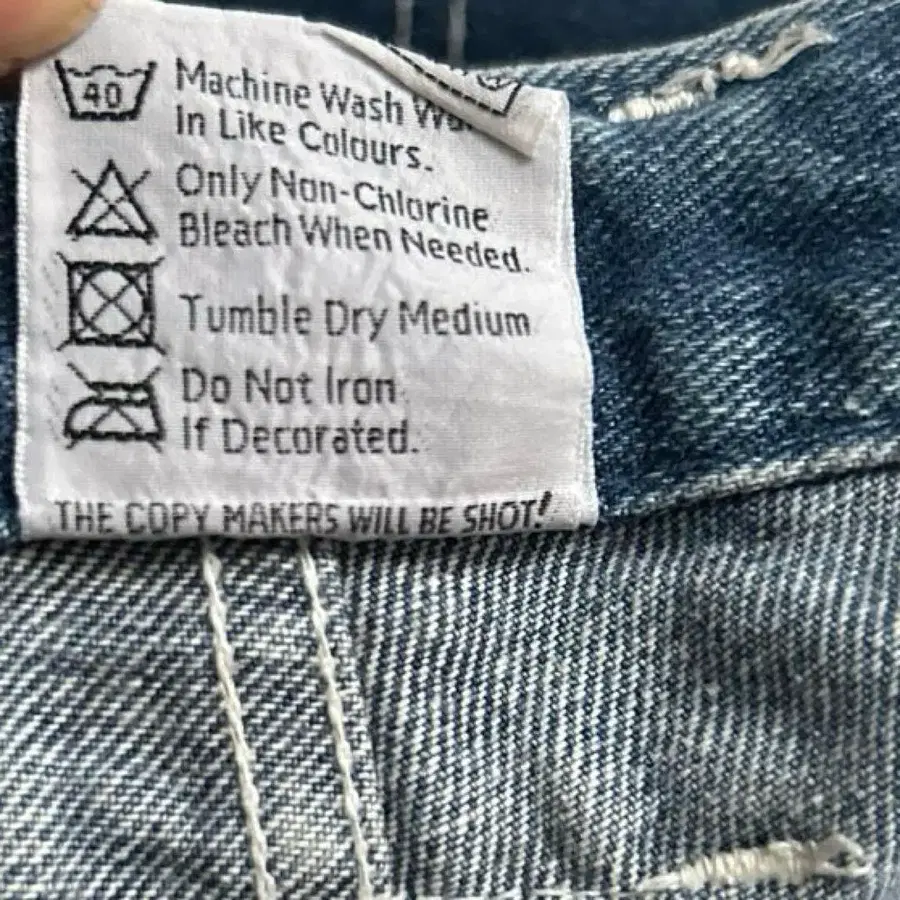 40
Machine Wash
In Like Colours.
Only Non-Chlorine
Bleach When Needed.
Tumble Dry Medium
Do Not Iron
If Decorated.
THE COPY MAKERS WILL BE SHOT!